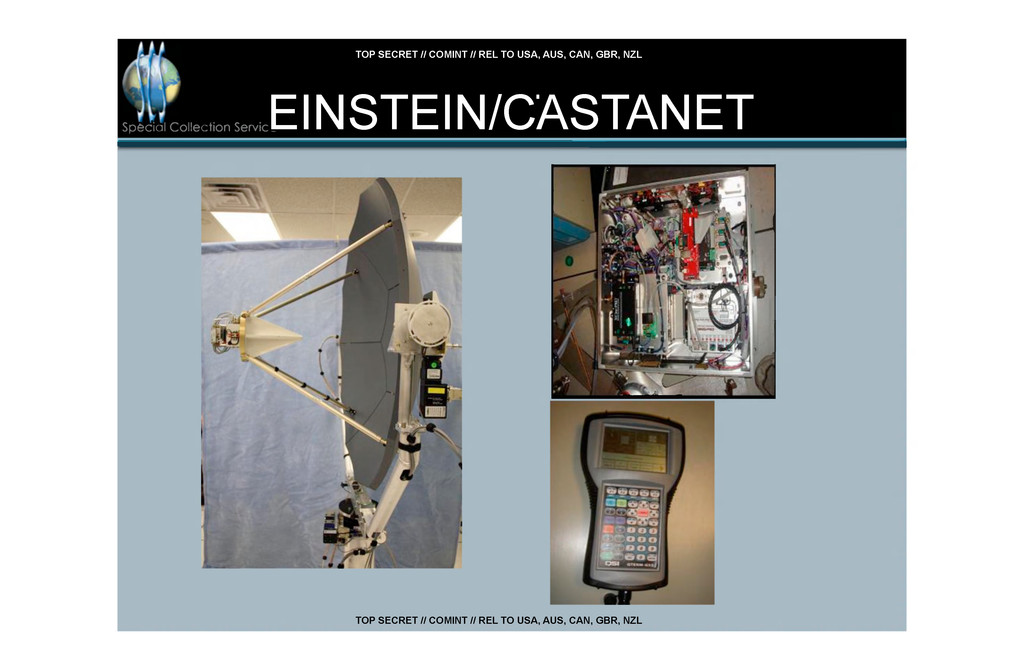 TOP SECRET // COMINT // REL TO USA, AUS, CAN, GBR, NZL
EINSTEIN/CASTANET
Special Collection Service
QSI
TOP SECRET // COMINT // REL TO USA, AUS, CAN, GBR, NZL